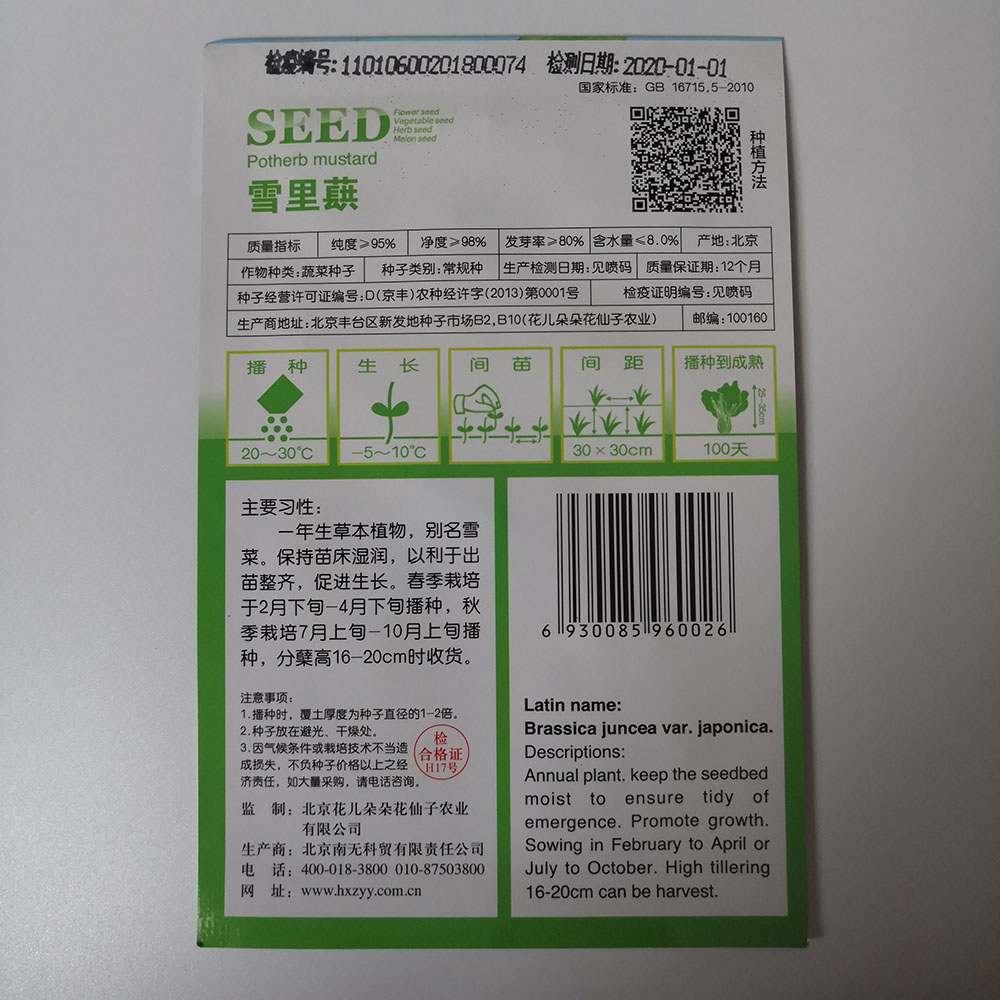 检疫编号:11010600201800074 检测日期:2020-01-01
国家标准：GB 16715.5-2010
SEED
Flower seed
Vegetable seed
Herb seed
Melon seed
Potherb mustard
雪里蕻
种植方法
质量指标 纯度≥95% 净度≥98% 发芽率≥80% 含水量≤8.0% 产地:北京
作物种类:蔬菜种子 种子类别:常规种 生产检测日期:见喷码 质量保证期:12个月
种子经营许可证编号:D(京丰)农种经许字(2013)第0001号 检疫证明编号:见喷码
生产商地址:北京丰台区新发地种子市场B2,B10(花儿朵朵花仙子农业) 邮编:100160
播 种 生 长 间 苗 间 距 播种到成熟
25-35cm
20～30℃ -5～10℃ 30×30cm 100天
主要习性：
一年生草本植物，别名雪
菜。保持苗床湿润，以利于出
苗整齐，促进生长。春季栽培
于2月下旬-4月下旬播种，秋
季栽培7月上旬-10月上旬播
种，分蘖高16-20cm时收货。
注意事项:
1.播种时，覆土厚度为种子直径的1-2倍。
2.种子放在避光、干燥处。
3.因气候条件或栽培技术不当造
成损失，不负种子价格以上之经
济责任，如大量采购，请电话咨询。
检
合格证
H17号
监 制：北京花儿朵朵花仙子农业
有限公司
生产商：北京南无科贸有限责任公司
电 话：400-018-3800 010-87503800
网 址：www.hxzyy.com.cn
6 930085 960026
Latin name:
Brassica juncea var. japonica.
Descriptions:
Annual plant. keep the seedbed
moist to ensure tidy of
emergence. Promote growth.
Sowing in February to April or
July to October. High tillering
16-20cm can be harvest.